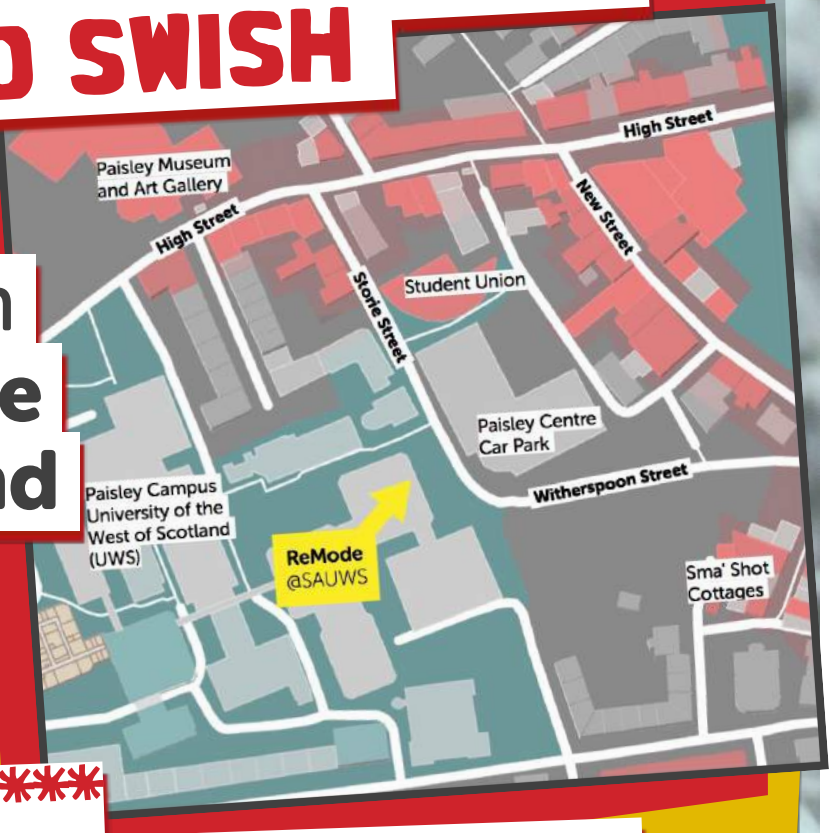 SWISH
High Street
Paisley Museum
and Art Gallery
High Street
New Street
Storie Street
Student Union
Paisley Centre
Car Park
Witherspoon Street
Paisley Campus
University of the
West of Scotland
(UWS)
ReMode
@SAUWS
Sma' Shot
Cottages
***